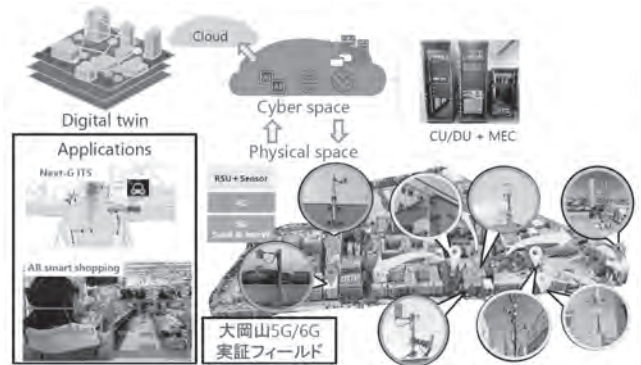 Cloud
Digital twin
Cyber space
CU/DU + MEC
Physical space
Applications
Next-G ITS
RSU+Sensor
AR smart shopping
大岡山5G/6G
実証フィールド